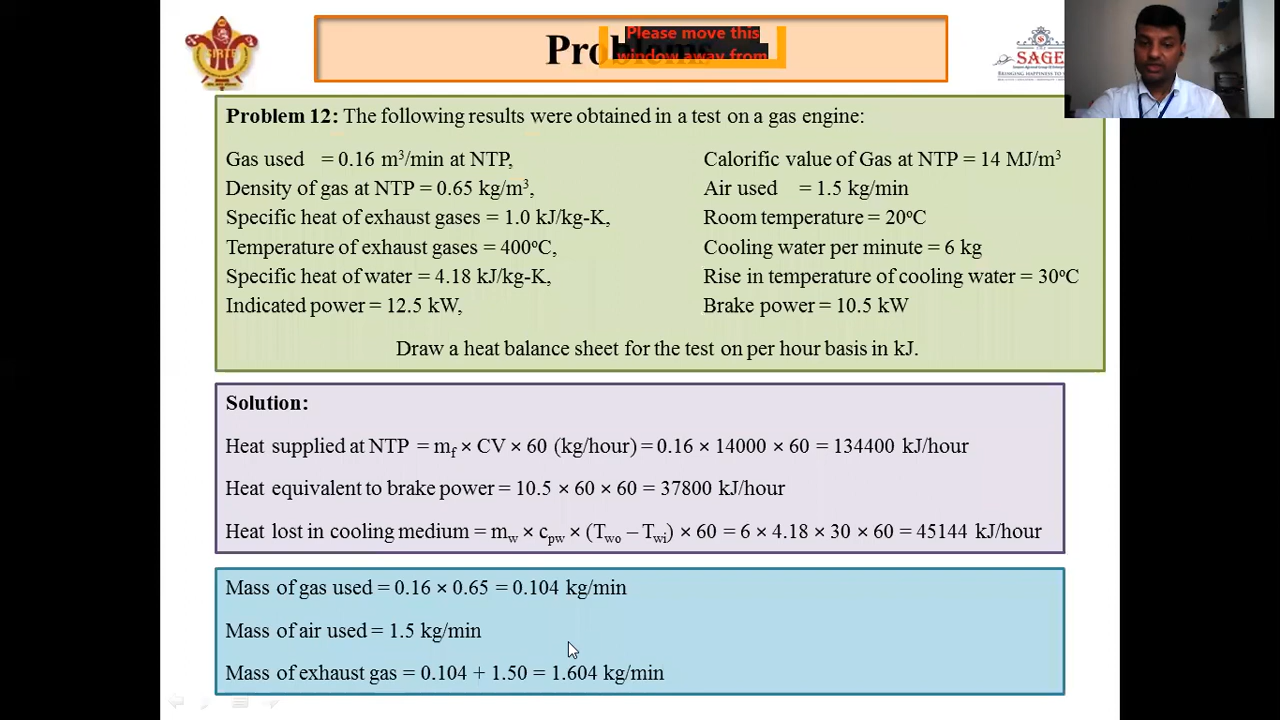 Problems
Please move this
window away from
SIRTE
SAGE
Problem 12: The following results were obtained in a test on a gas engine:
Gas used = 0.16 m³/min at NTP,
Calorific value of Gas at NTP = 14 MJ/m³
Density of gas at NTP = 0.65 kg/m³,
Air used = 1.5 kg/min
Specific heat of exhaust gases = 1.0 kJ/kg-K,
Room temperature = 20°C
Temperature of exhaust gases = 400°C,
Cooling water per minute = 6 kg
Specific heat of water = 4.18 kJ/kg-K,
Rise in temperature of cooling water = 30°C
Indicated power = 12.5 kW,
Brake power = 10.5 kW
Draw a heat balance sheet for the test on per hour basis in kJ.
Solution:
Heat supplied at NTP = mf × CV × 60 (kg/hour) = 0.16 × 14000 × 60 = 134400 kJ/hour
Heat equivalent to brake power = 10.5 × 60 × 60 = 37800 kJ/hour
Heat lost in cooling medium = mw × cpw × (Two – Twi) × 60 = 6 × 4.18 × 30 × 60 = 45144 kJ/hour
Mass of gas used = 0.16 × 0.65 = 0.104 kg/min
Mass of air used = 1.5 kg/min
Mass of exhaust gas = 0.104 + 1.50 = 1.604 kg/min